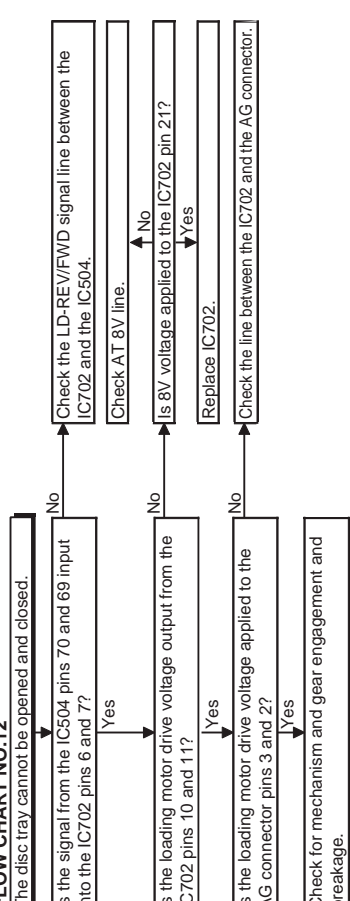 FLOW CHART NO.12
The disc tray cannot be opened and closed.
s the signal from the IC504 pins 70 and 69 input
nto the IC702 pins 6 and 7?
No
Check the LD-REV/FWD signal line between the
IC702 and the IC504.
Yes
Check AT 8V line.
No
s the loading motor drive voltage output from the
C702 pins 10 and 11?
No
Is 8V voltage applied to the IC702 pin 21?
Yes
Yes
Replace IC702.
s the loading motor drive voltage applied to the
AG connector pins 3 and 2?
No
Check the line between the IC702 and the AG connector.
Yes
Check for mechanism and gear engagement and
breakage.